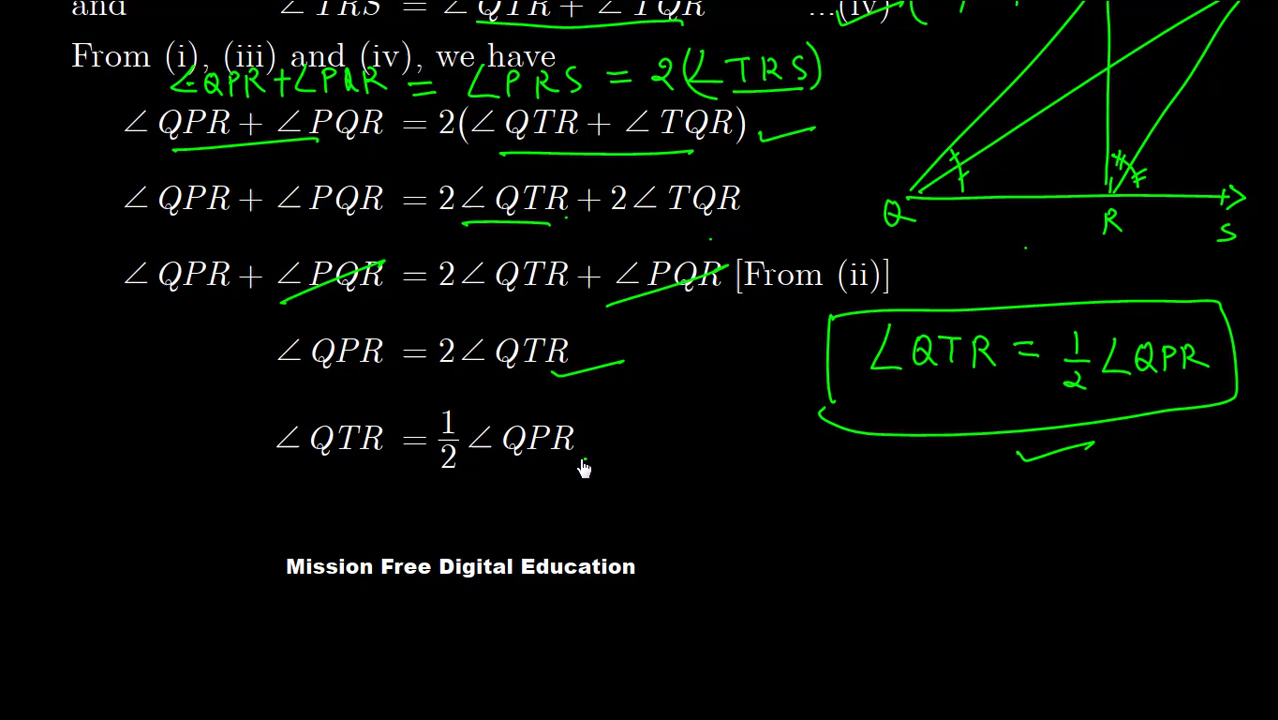 and ∠TRS = ∠QTR + ∠TQR ...(iv)
From (i), (iii) and (iv), we have
∠QPR + ∠PQR = ∠PRS = 2(∠TRS)
∠QPR + ∠PQR = 2(∠QTR + ∠TQR)
∠QPR + ∠PQR = 2∠QTR + 2∠TQR
∠QPR + ∠PQR = 2∠QTR + ∠PQR [From (ii)]
∠QPR = 2∠QTR
∠QTR = 1/2 ∠QPR
Q
R
S
∠QTR = 1/2 ∠QPR
Mission Free Digital Education